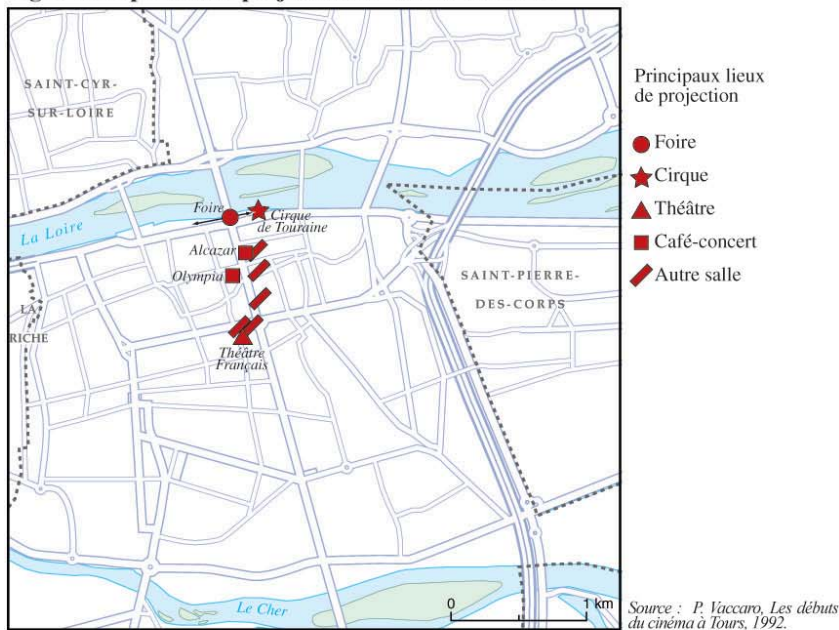 SAINT-CYR-
SUR-LOIRE
La Loire
Foire
Cirque
de Touraine
Alcazar
Olympia
Théâtre
Français
LA
RICHE
SAINT-PIERRE-
DES-CORPS
Le Cher
0 1 km
Principaux lieux
de projection
Foire
Cirque
Théâtre
Café-concert
Autre salle
Source : P. Vaccaro, Les débuts
du cinéma à Tours, 1992.